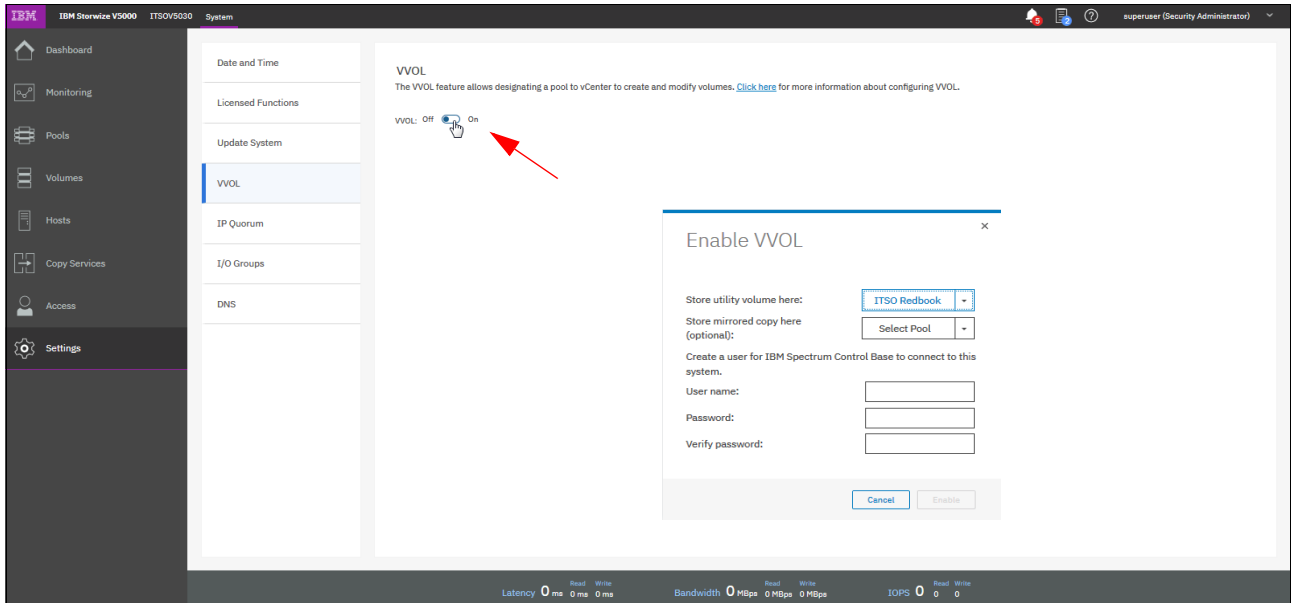 IBM
IBM Storwize V5000 ITSOV5030 System
5
2
?
superuser (Security Administrator)
Dashboard
Monitoring
Pools
Volumes
Hosts
Copy Services
Access
Settings
Date and Time
Licensed Functions
Update System
VVOL
IP Quorum
I/O Groups
DNS
VVOL
The VVOL feature allows designating a pool to vCenter to create and modify volumes. Click here for more information about configuring VVOL.
VVOL: Off On
Enable VVOL
×
Store utility volume here: ITSO Redbook
Store mirrored copy here
(optional): Select Pool
Create a user for IBM Spectrum Control Base to connect to this
system.
User name:
Password:
Verify password:
Cancel Enable
Read Write
Latency 0 ms 0 ms 0 ms
Read Write
Bandwidth 0 MBps 0 MBps 0 MBps
Read Write
IOPS 0 0 0